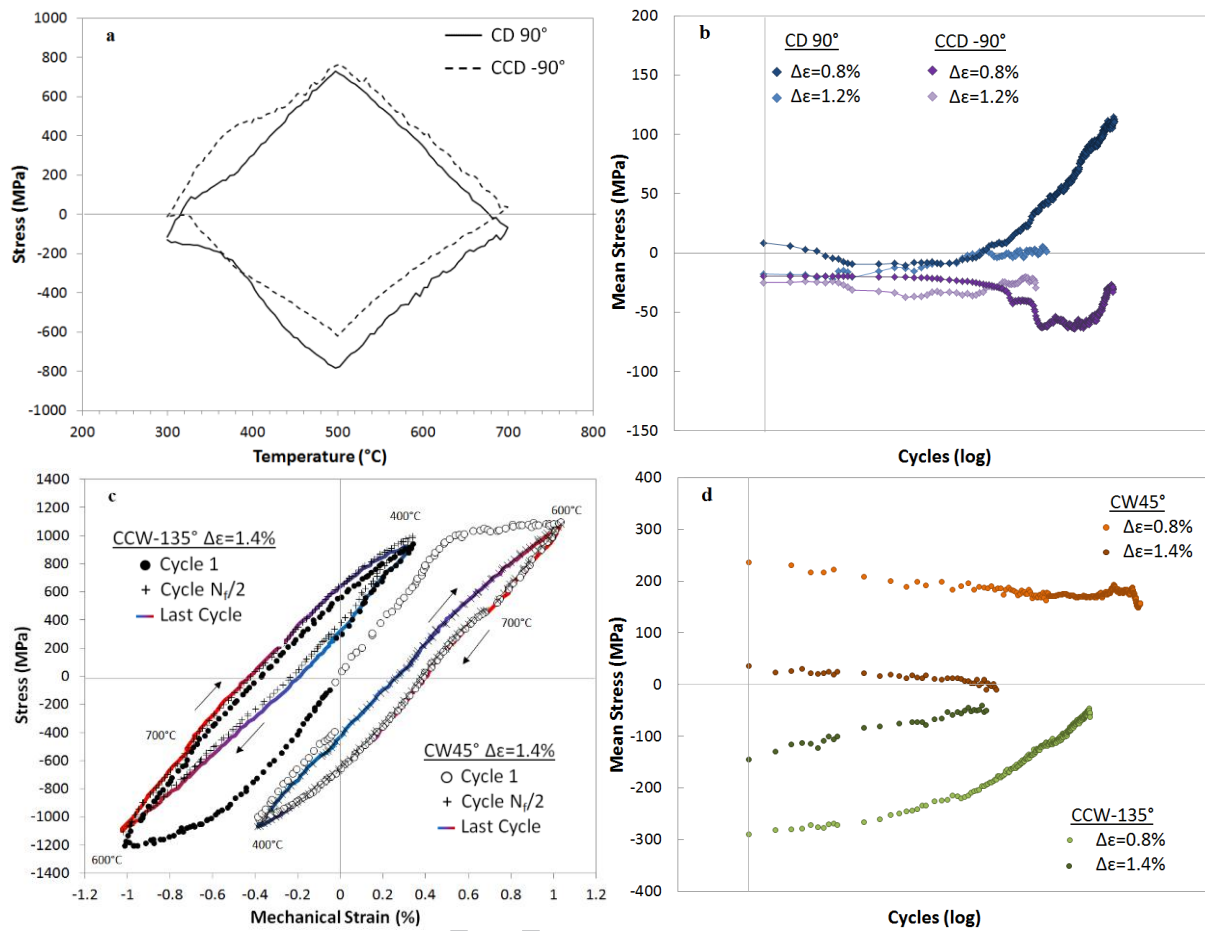 a
CD 90°
CCD -90°
1000
800
600
400
200
0
-200
-400
-600
-800
-1000
200
300
400
500
600
700
800
Stress (MPa)
Temperature (°C)
b
CD 90°
Δε=0.8%
Δε=1.2%
CCD -90°
Δε=0.8%
Δε=1.2%
200
150
100
50
0
-50
-100
-150
Mean Stress (MPa)
Cycles (log)
c
CCW-135° Δε=1.4%
Cycle 1
Cycle Nf/2
Last Cycle
400°C
600°C
700°C
700°C
600°C
400°C
CW45° Δε=1.4%
Cycle 1
Cycle Nf/2
Last Cycle
1400
1200
1000
800
600
400
200
0
-200
-400
-600
-800
-1000
-1200
-1400
-1.2
-1
-0.8
-0.6
-0.4
-0.2
0
0.2
0.4
0.6
0.8
1
1.2
Stress (MPa)
Mechanical Strain (%)
d
CW45°
Δε=0.8%
Δε=1.4%
CCW-135°
Δε=0.8%
Δε=1.4%
400
300
200
100
0
-100
-200
-300
-400
Mean Stress (MPa)
Cycles (log)